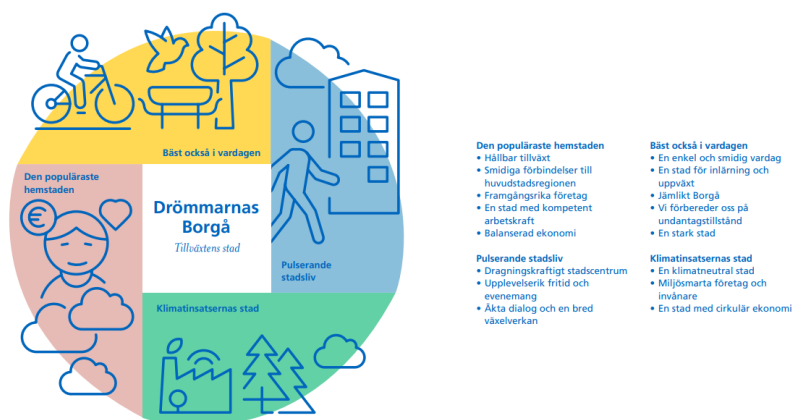 Bäst också i vardagen
Den populäraste
hemstaden
€
Drömmarnas
Borgå
Tillväxtens stad
Pulserande
stadsliv
Klimatinsatsernas stad
Den populäraste hemstaden
• Hållbar tillväxt
• Smidiga förbindelser till
huvudstadsregionen
• Framgångsrika företag
• En stad med kompetent
arbetskraft
• Balanserad ekonomi
Pulserande stadsliv
• Dragningskraftigt stadscentrum
• Upplevelserik fritid och
evenemang
• Äkta dialog och en bred
växelverkan
Bäst också i vardagen
• En enkel och smidig vardag
• En stad för inlärning och
uppväxt
• Jämlikt Borgå
• Vi förbereder oss på
undantagstillstånd
• En stark stad
Klimatinsatsernas stad
• En klimatneutral stad
• Miljösmarta företag och
invånare
• En stad med cirkulär ekonomi